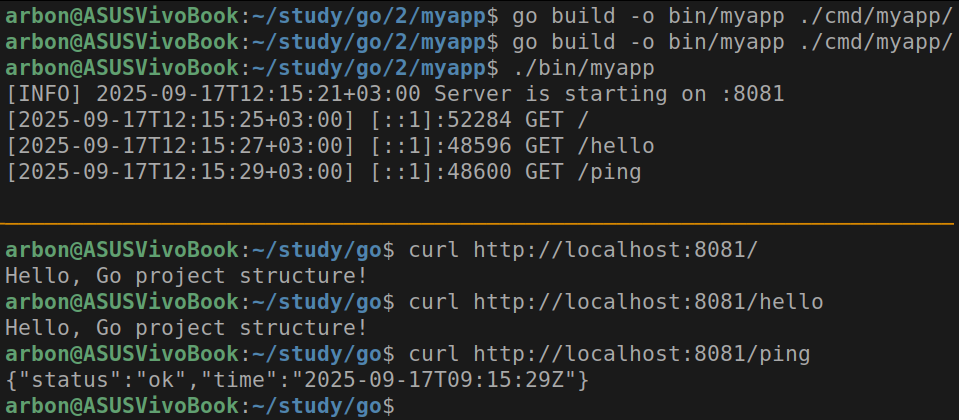 arbon@ASUSVivoBook:~/study/go/2/myapp$ go build -o bin/myapp ./cmd/myapp/
arbon@ASUSVivoBook:~/study/go/2/myapp$ go build -o bin/myapp ./cmd/myapp/
arbon@ASUSVivoBook:~/study/go/2/myapp$ ./bin/myapp
[INFO] 2025-09-17T12:15:21+03:00 Server is starting on :8081
[2025-09-17T12:15:25+03:00] [::1]:52284 GET /
[2025-09-17T12:15:27+03:00] [::1]:48596 GET /hello
[2025-09-17T12:15:29+03:00] [::1]:48600 GET /ping
arbon@ASUSVivoBook:~/study/go$ curl http://localhost:8081/
Hello, Go project structure!
arbon@ASUSVivoBook:~/study/go$ curl http://localhost:8081/hello
Hello, Go project structure!
arbon@ASUSVivoBook:~/study/go$ curl http://localhost:8081/ping
{"status":"ok","time":"2025-09-17T09:15:29Z"}
arbon@ASUSVivoBook:~/study/go$